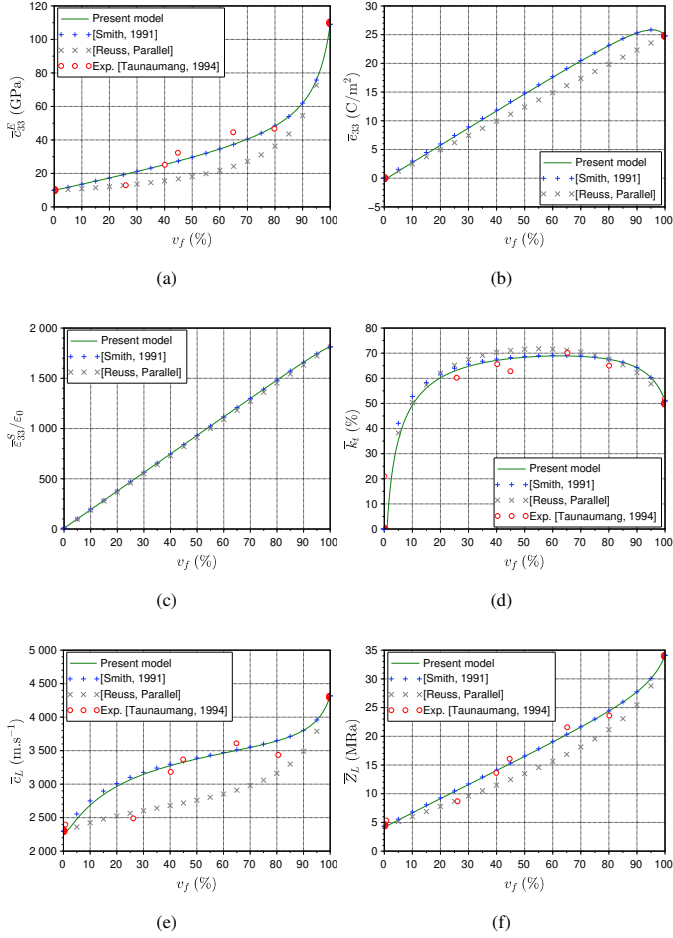 120
100
80
60
40
20
0
c̅ᴱ₃₃ (GPa)
Present model
[Smith, 1991]
[Reuss, Parallel]
Exp. [Taunaumang, 1994]
0 10 20 30 40 50 60 70 80 90 100
v_f (%)
(a)
30
25
20
15
10
5
0
−5
e̅₃₃ (C/m²)
Present model
[Smith, 1991]
[Reuss, Parallel]
0 10 20 30 40 50 60 70 80 90 100
v_f (%)
(b)
2 000
1 500
1 000
500
0
ε̅ˢ₃₃/ε₀
Present model
[Smith, 1991]
[Reuss, Parallel]
0 10 20 30 40 50 60 70 80 90 100
v_f (%)
(c)
80
70
60
50
40
30
20
10
0
k̅_t (%)
Present model
[Smith, 1991]
[Reuss, Parallel]
Exp. [Taunaumang, 1994]
0 10 20 30 40 50 60 70 80 90 100
v_f (%)
(d)
5 000
4 500
4 000
3 500
3 000
2 500
2 000
c̅_L (m.s⁻¹)
Present model
[Smith, 1991]
[Reuss, Parallel]
Exp. [Taunaumang, 1994]
0 10 20 30 40 50 60 70 80 90 100
v_f (%)
(e)
35
30
25
20
15
10
5
0
Z̅_L (MRa)
Present model
[Smith, 1991]
[Reuss, Parallel]
Exp. [Taunaumang, 1994]
0 10 20 30 40 50 60 70 80 90 100
v_f (%)
(f)